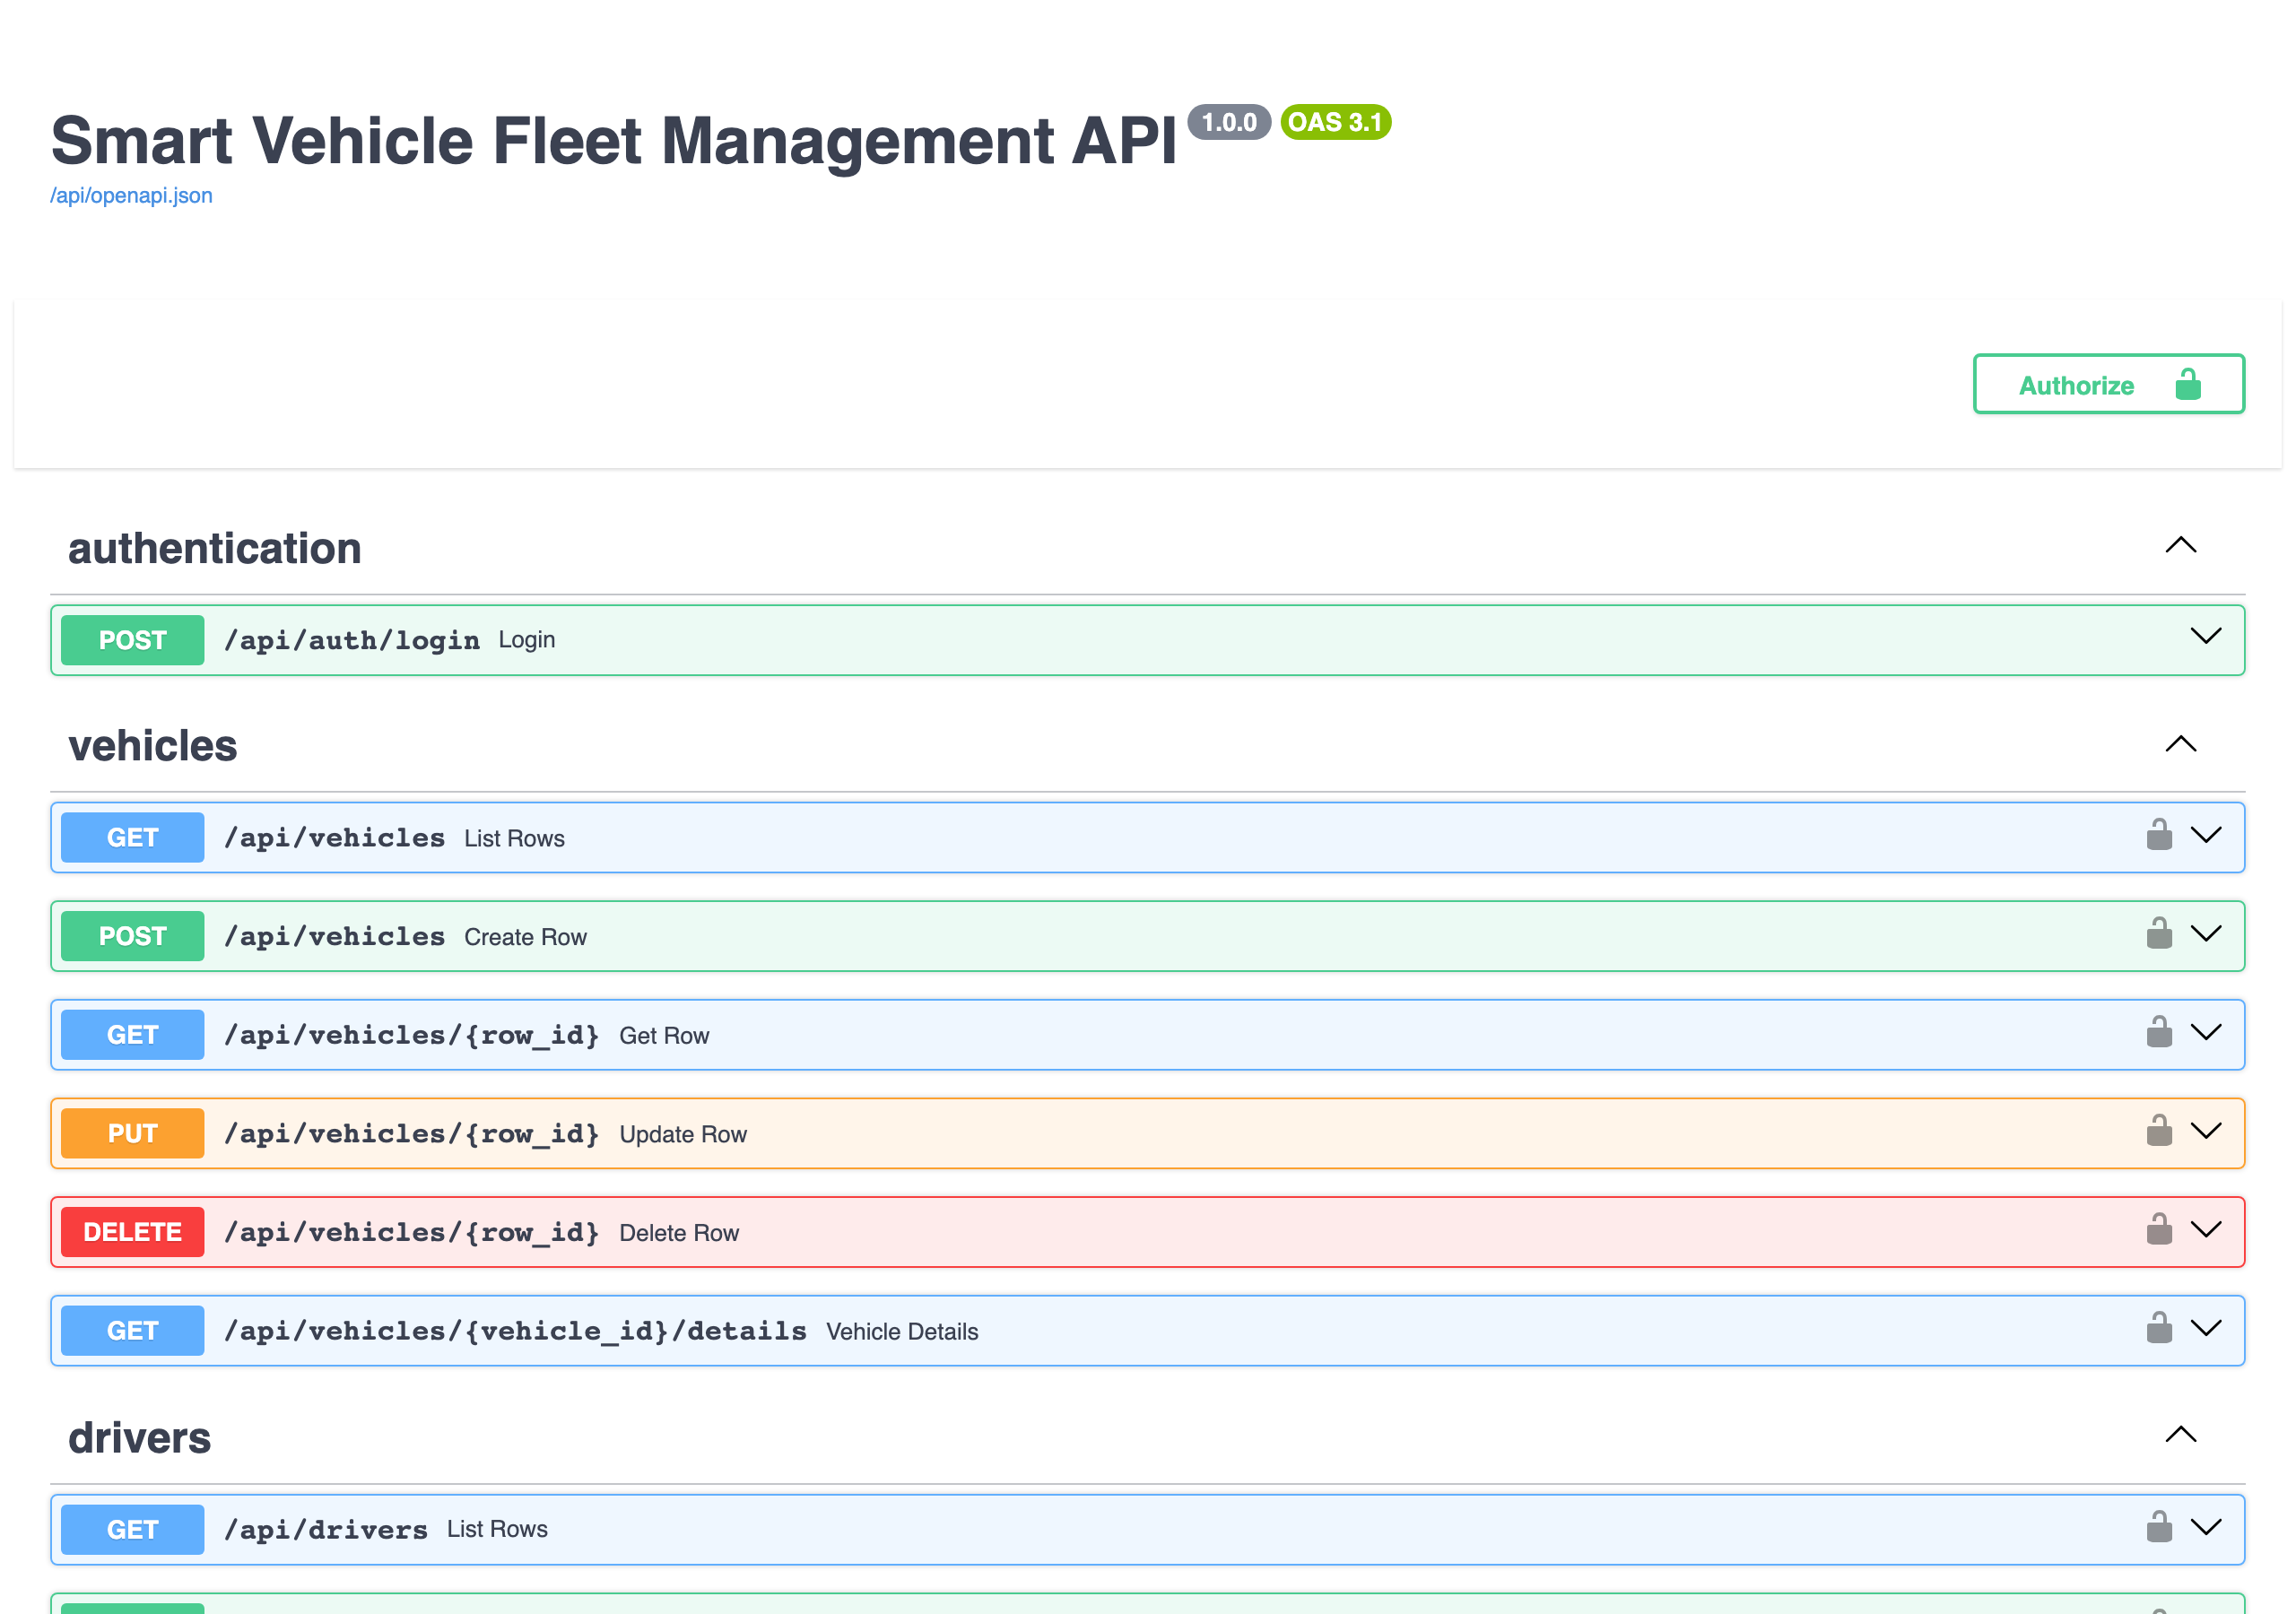 Smart Vehicle Fleet Management API 1.0.0 OAS 3.1
/api/openapi.json
Authorize
authentication
POST /api/auth/login Login
vehicles
GET /api/vehicles List Rows
POST /api/vehicles Create Row
GET /api/vehicles/{row_id} Get Row
PUT /api/vehicles/{row_id} Update Row
DELETE /api/vehicles/{row_id} Delete Row
GET /api/vehicles/{vehicle_id}/details Vehicle Details
drivers
GET /api/drivers List Rows